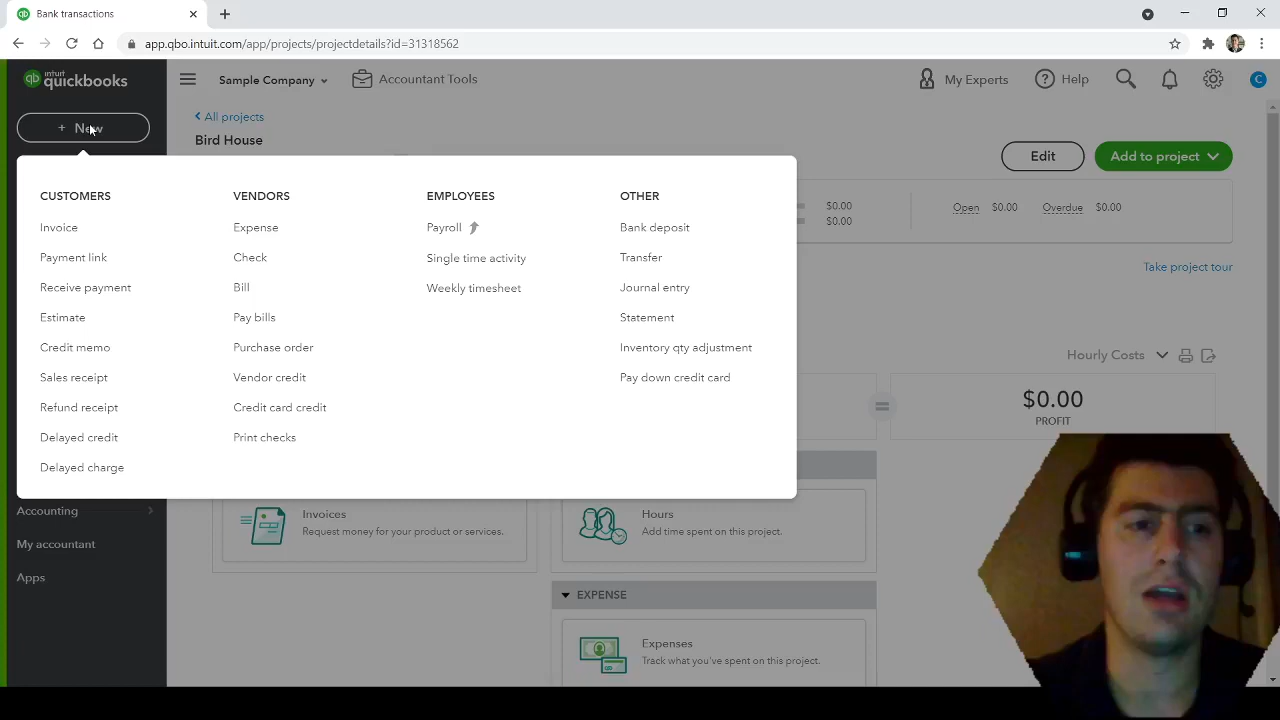 Bank transactions
app.qbo.intuit.com/app/projects/projectdetails?id=31318562
intuit quickbooks
Sample Company
Accountant Tools
My Experts
Help
C
+ New
All projects
Bird House
Edit
Add to project
CUSTOMERS
Invoice
Payment link
Receive payment
Estimate
Credit memo
Sales receipt
Refund receipt
Delayed credit
Delayed charge
VENDORS
Expense
Check
Bill
Pay bills
Purchase order
Vendor credit
Credit card credit
Print checks
EMPLOYEES
Payroll
Single time activity
Weekly timesheet
OTHER
Bank deposit
Transfer
Journal entry
Statement
Inventory qty adjustment
Pay down credit card
$0.00
$0.00
Open $0.00 Overdue $0.00
Take project tour
Hourly Costs
$0.00
PROFIT
Accounting
My accountant
Apps
Invoices
Request money for your product or services.
Hours
Add time spent on this project.
EXPENSE
Expenses
Track what you've spent on this project.